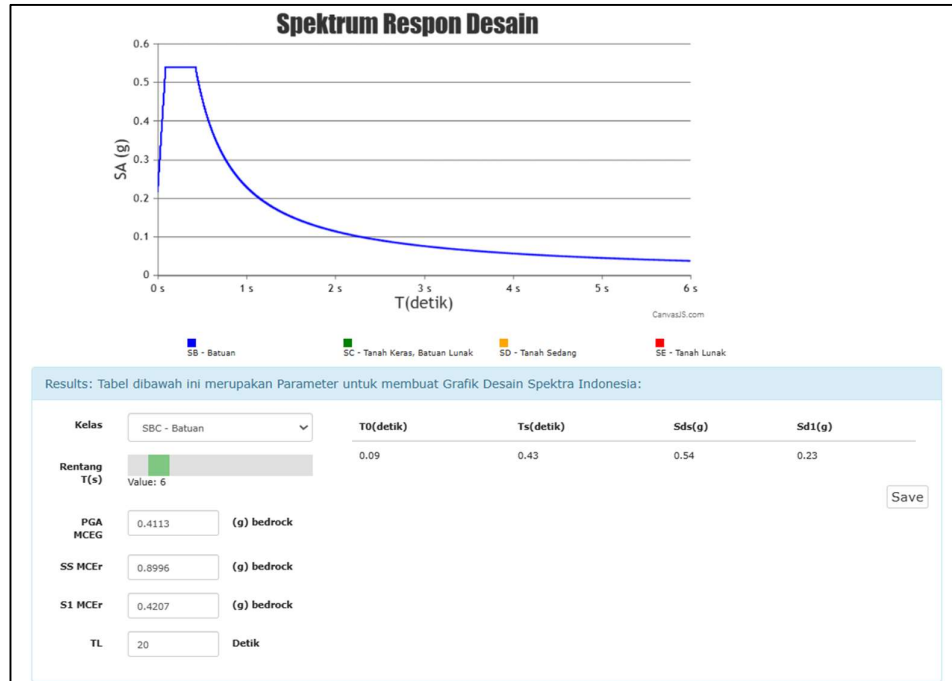 Spektrum Respon Desain
SA (g)
0.6
0.5
0.4
0.3
0.2
0.1
0
0 s 1 s 2 s 3 s 4 s 5 s 6 s
T(detik)
CanvasJS.com
SB - Batuan SC - Tanah Keras, Batuan Lunak SD - Tanah Sedang SE - Tanah Lunak
Results: Tabel dibawah ini merupakan Parameter untuk membuat Grafik Desain Spektra Indonesia:
Kelas SBC - Batuan
Rentang T(s)
Value: 6
PGA MCEG 0.4113 (g) bedrock
SS MCEr 0.8996 (g) bedrock
S1 MCEr 0.4207 (g) bedrock
TL 20 Detik
T0(detik) Ts(detik) Sds(g) Sd1(g)
0.09 0.43 0.54 0.23
Save